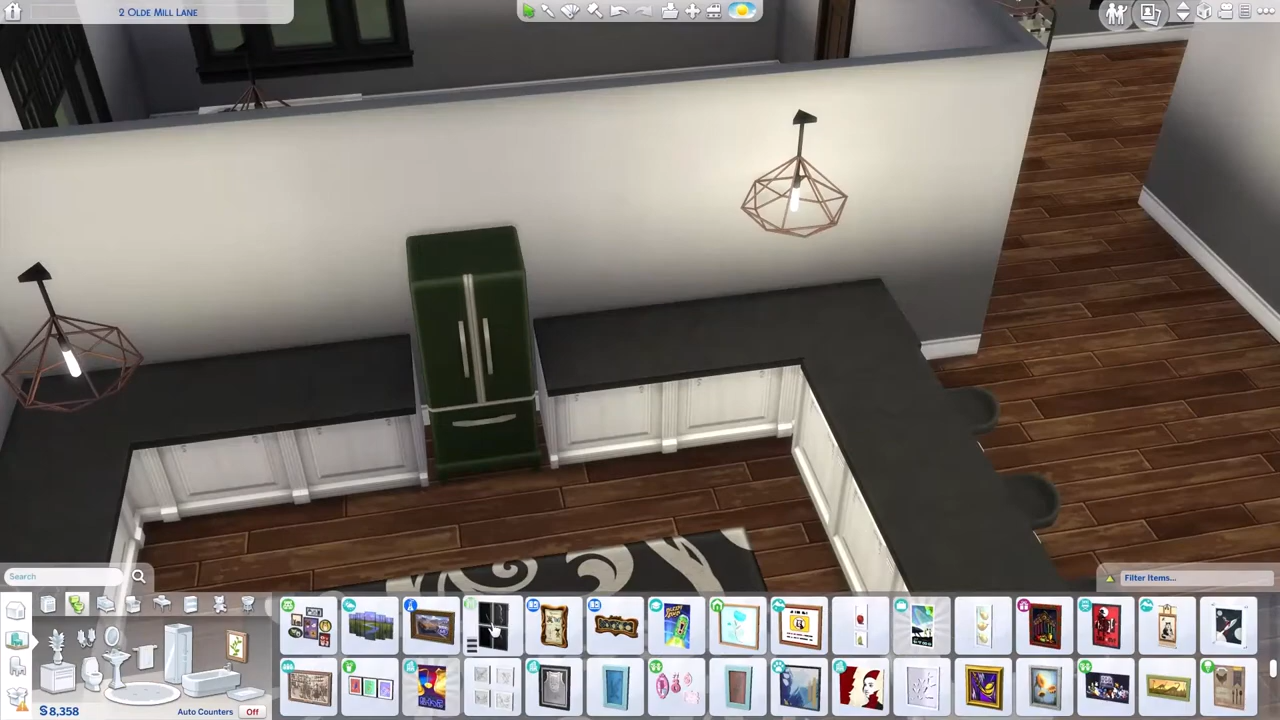 2 Olde Mill Lane
Search
Filter Items...
§8,358
Auto Counters
Off